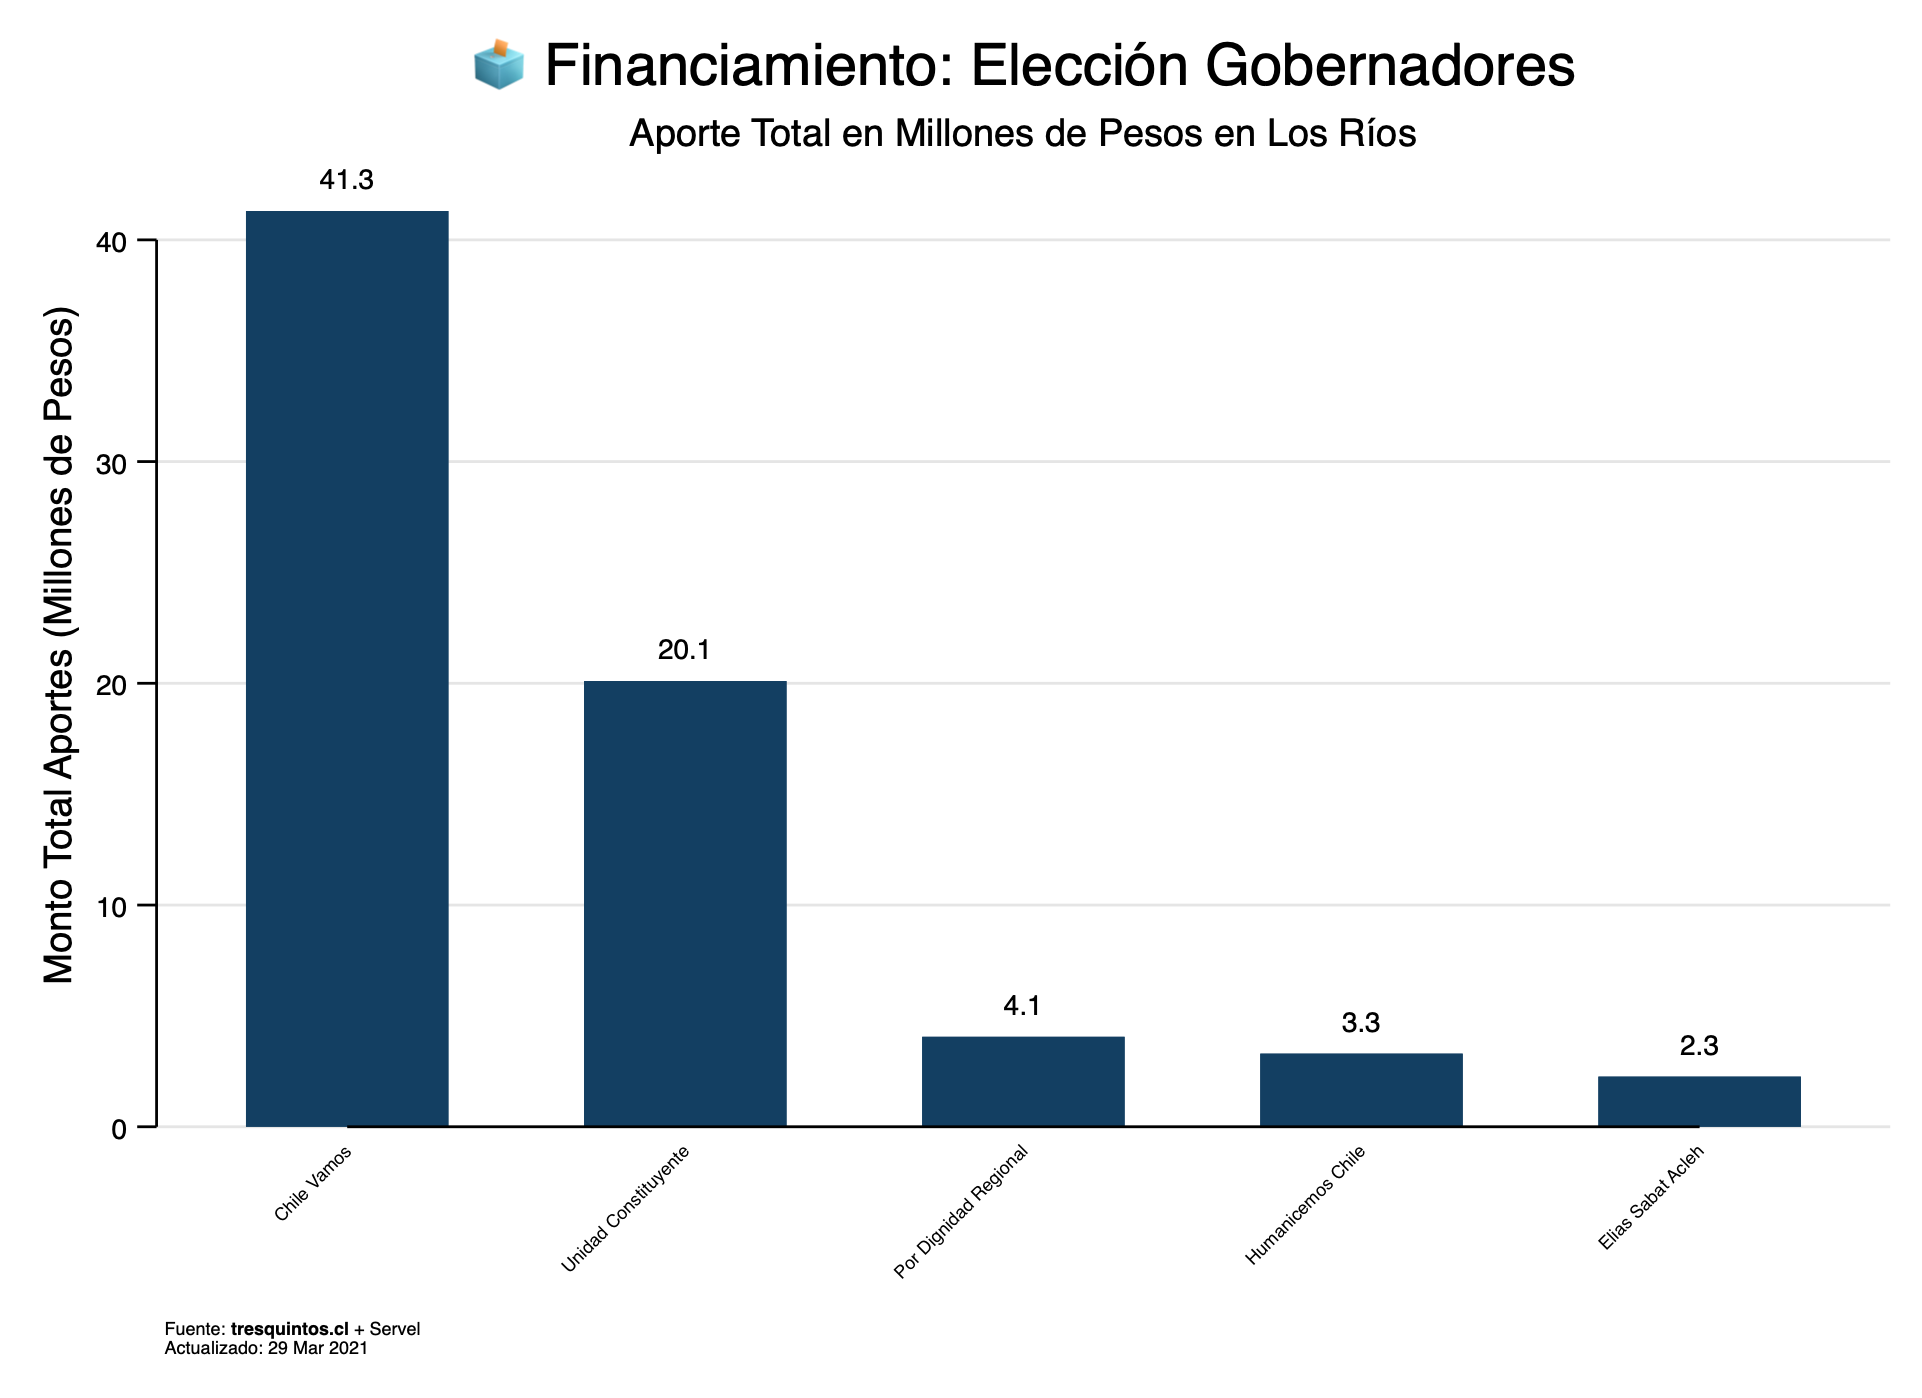 Financiamiento: Elección Gobernadores
Aporte Total en Millones de Pesos en Los Ríos
Monto Total Aportes (Millones de Pesos)
40
30
20
10
0
41.3
20.1
4.1
3.3
2.3
Chile Vamos
Unidad Constituyente
Por Dignidad Regional
Humanicemos Chile
Elias Sabat Acleh
Fuente: tresquintos.cl + Servel
Actualizado: 29 Mar 2021